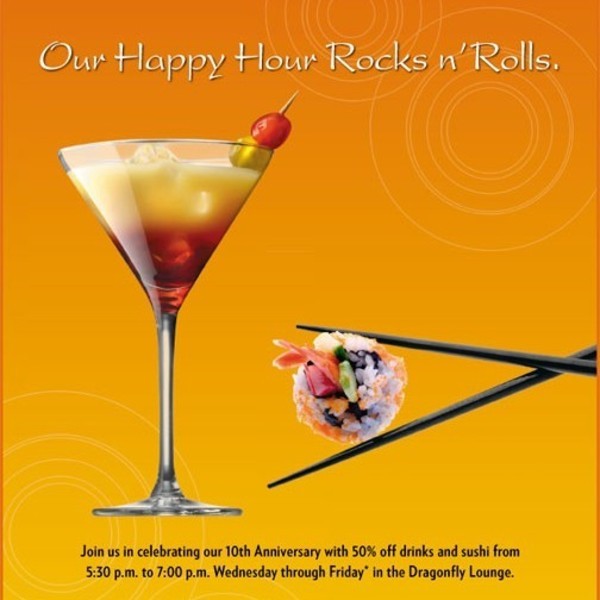 Our Happy Hour Rocks n' Rolls.
Join us in celebrating our 10th Anniversary with 50% off drinks and sushi from
5:30 p.m. to 7:00 p.m. Wednesday through Friday* in the Dragonfly Lounge.